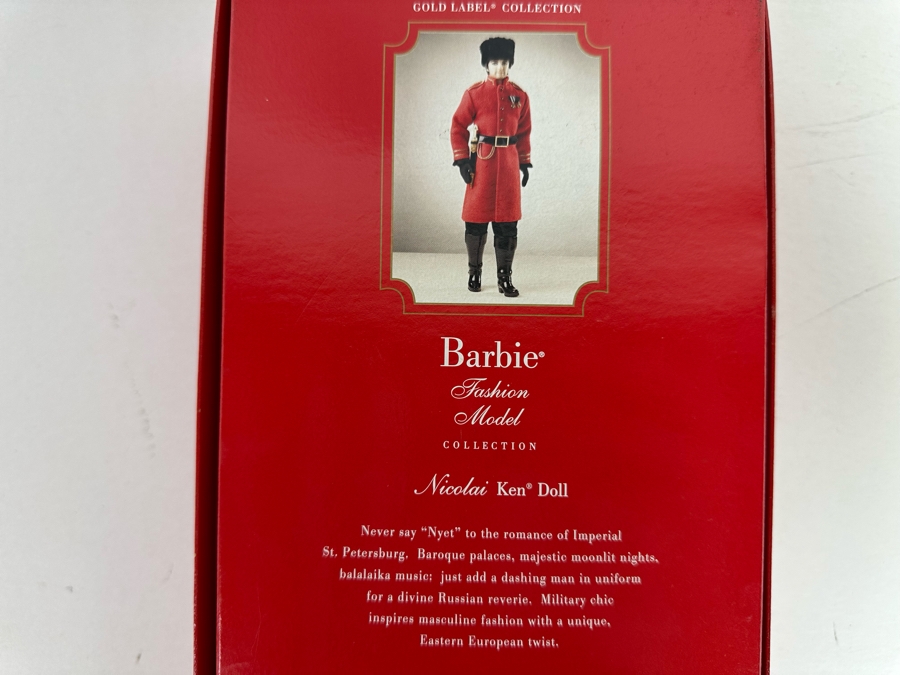 GOLD LABEL® COLLECTION
Barbie®
Fashion
Model
COLLECTION
Nicolai Ken® Doll
Never say “Nyet” to the romance of Imperial
St. Petersburg. Baroque palaces, majestic moonlit nights,
balalaika music: just add a dashing man in uniform
for a divine Russian reverie. Military chic
inspires masculine fashion with a unique,
Eastern European twist.